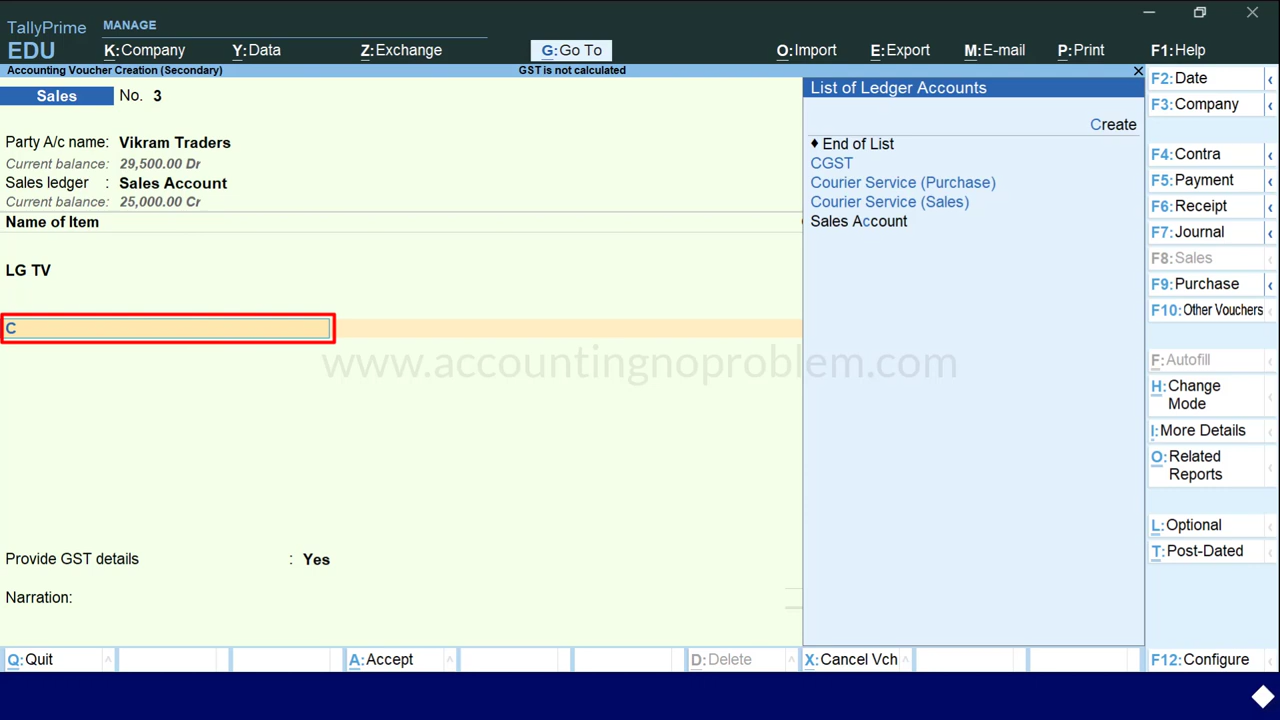 TallyPrime
MANAGE
EDU
K:Company
Y:Data
Z:Exchange
G:Go To
O:Import
E:Export
M:E-mail
P:Print
F1:Help
Accounting Voucher Creation (Secondary)
GST is not calculated
Sales No. 3
Party A/c name: Vikram Traders
Current balance: 29,500.00 Dr
Sales ledger : Sales Account
Current balance: 25,000.00 Cr
Name of Item
LG TV
C
www.accountingnoproblem.com
Provide GST details : Yes
Narration:
List of Ledger Accounts
Create
♦ End of List
CGST
Courier Service (Purchase)
Courier Service (Sales)
Sales Account
F2:Date
F3:Company
F4:Contra
F5:Payment
F6:Receipt
F7:Journal
F8:Sales
F9:Purchase
F10:Other Vouchers
F:Autofill
H:Change
Mode
I:More Details
O:Related
Reports
L:Optional
T:Post-Dated
Q:Quit
A:Accept
D:Delete
X:Cancel Vch
F12:Configure